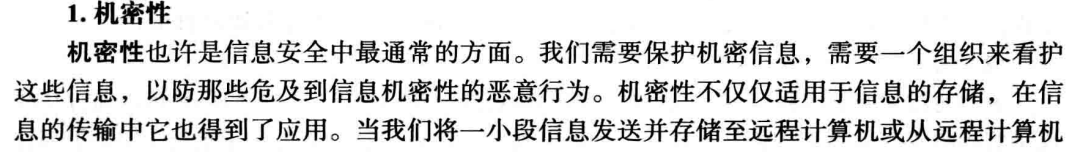 1. 机密性
机密性也许是信息安全中最通常的方面。我们需要保护机密信息，需要一个组织来看护
这些信息，以防那些危及到信息机密性的恶意行为。机密性不仅仅适用于信息的存储，在信
息的传输中它也得到了应用。当我们将一小段信息发送并存储至远程计算机或从远程计算机